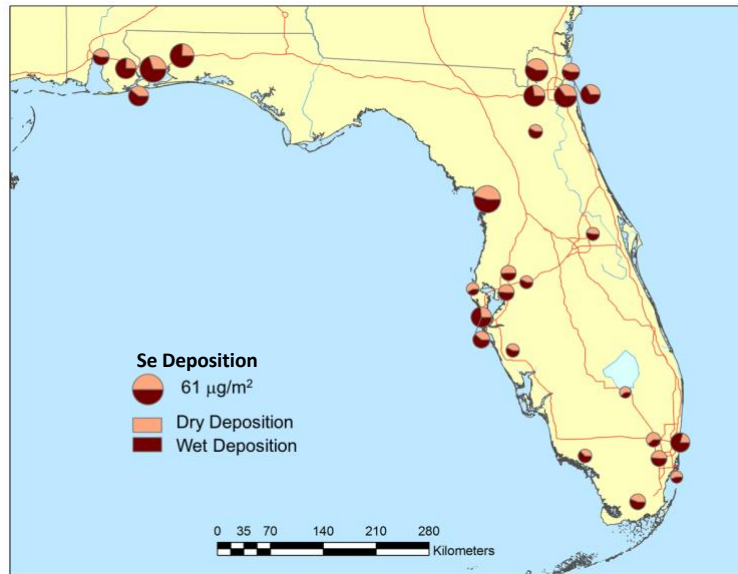 Se Deposition
61 µg/m²
Dry Deposition
Wet Deposition
0 35 70 140 210 280
Kilometers